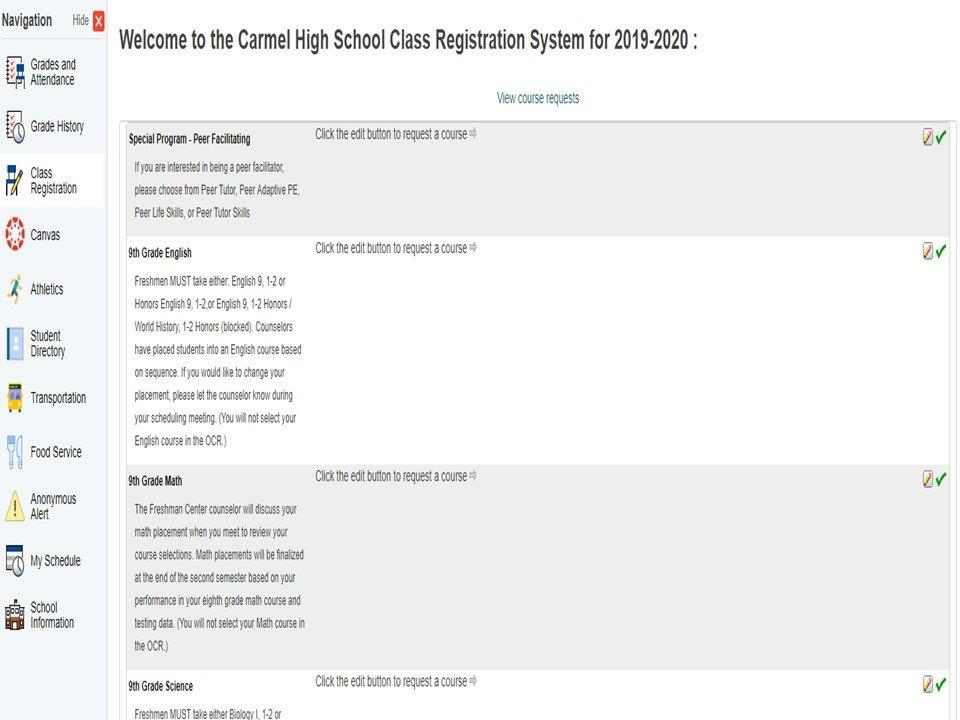 Navigation
Hide
Grades and
Attendance
Grade History
Class
Registration
Canvas
Athletics
Student
Directory
Transportation
Food Service
Anonymous
Alert
My Schedule
School
Information
Welcome to the Carmel High School Class Registration System for 2019-2020 :
View course requests
Special Program - Peer Facilitating
Click the edit button to request a course
If you are interested in being a peer facilitator,
please choose from Peer Tutor, Peer Adaptive PE,
Peer Life Skills, or Peer Tutor Skills
9th Grade English
Click the edit button to request a course
Freshmen MUST take either: English 9, 1-2 or
Honors English 9, 1-2,or English 9, 1-2 Honors /
World History, 1-2 Honors (blocked). Counselors
have placed students into an English course based
on sequence. If you would like to change your
placement, please let the counselor know during
your scheduling meeting. (You will not select your
English course in the OCR.)
9th Grade Math
Click the edit button to request a course
The Freshman Center counselor will discuss your
math placement when you meet to review your
course selections. Math placements will be finalized
at the end of the second semester based on your
performance in your eighth grade math course and
testing data. (You will not select your Math course in
the OCR.)
9th Grade Science
Click the edit button to request a course
Freshmen MUST take either Biology I, 1-2 or